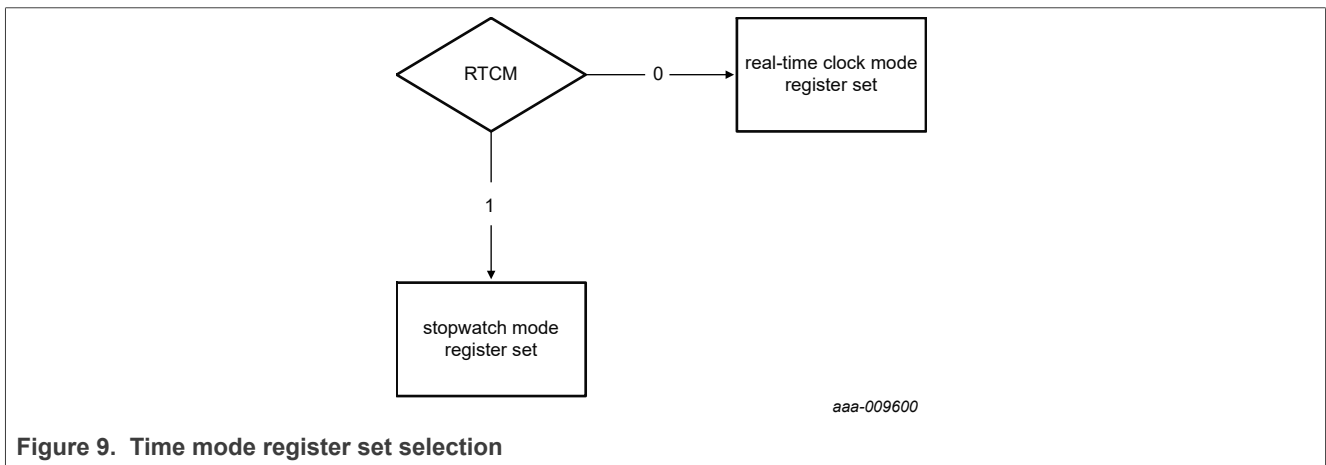 RTCM
0
real-time clock mode
register set
1
stopwatch mode
register set
aaa-009600
Figure 9. Time mode register set selection